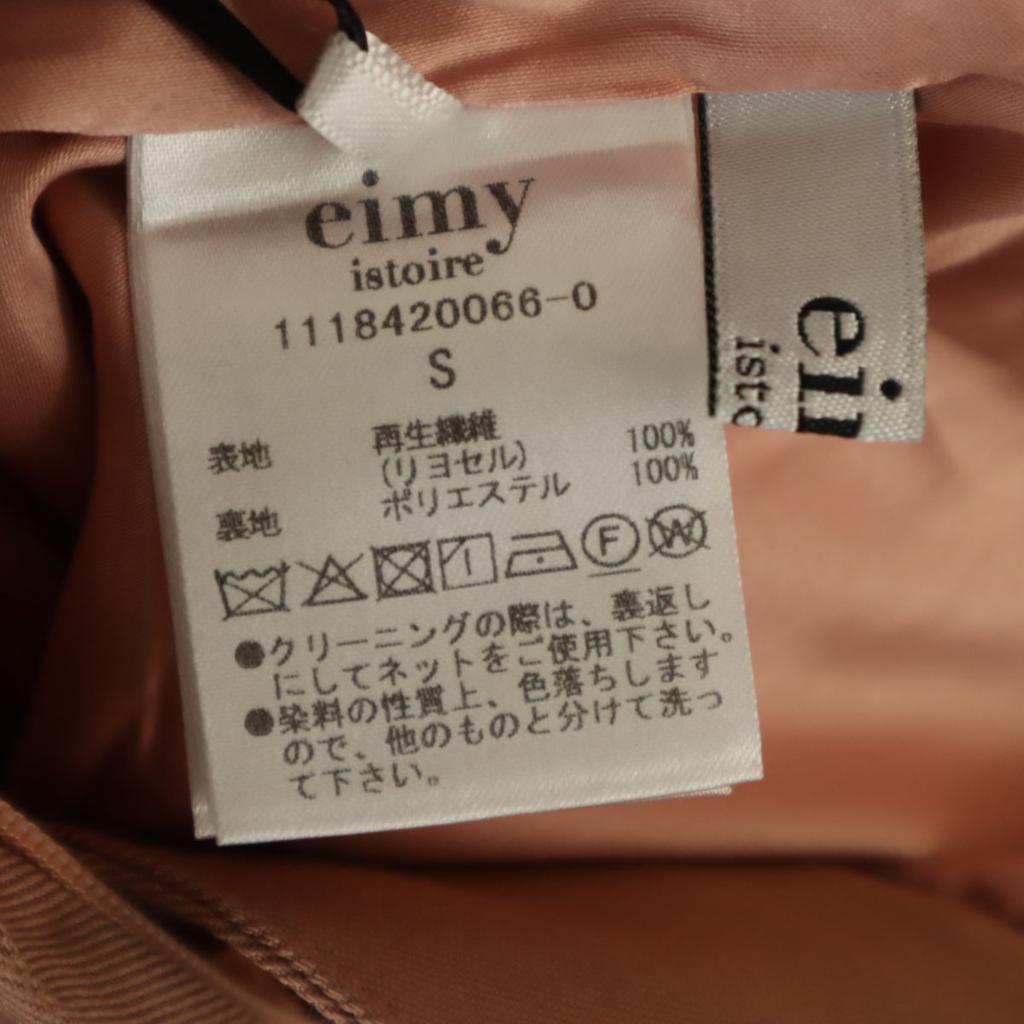 eimy
istoire
1118420066-0
S
表地 再生繊維 100%
(リヨセル) 100%
裏地 ポリエステル
F W
●クリーニングの際は、裏返し
にしてネットをご使用下さい。
●染料の性質上、色落ちします
ので、他のものと分けて洗っ
て下さい。
ei
isto